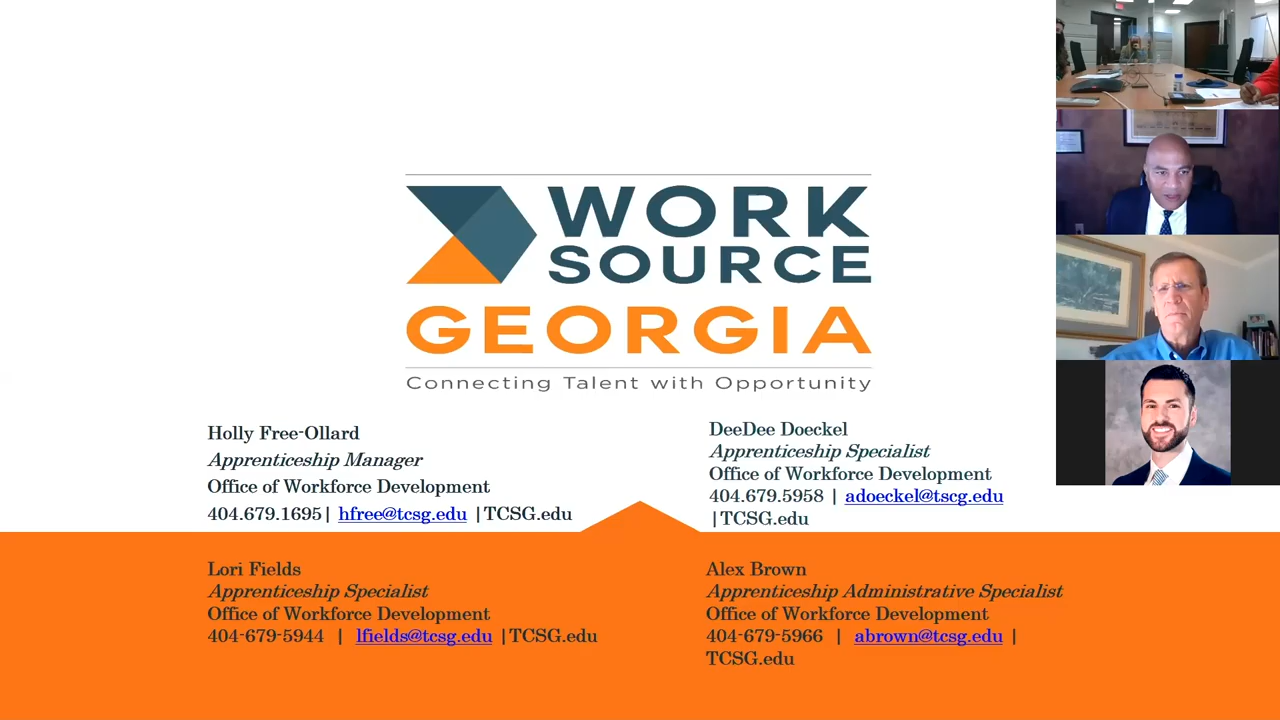 WORK
SOURCE
GEORGIA
Connecting Talent with Opportunity
Holly Free-Ollard
Apprenticeship Manager
Office of Workforce Development
404.679.1695| hfree@tcsg.edu |TCSG.edu
DeeDee Doeckel
Apprenticeship Specialist
Office of Workforce Development
404.679.5958 | adoeckel@tscg.edu
|TCSG.edu
Lori Fields
Apprenticeship Specialist
Office of Workforce Development
404-679-5944 | lfields@tcsg.edu |TCSG.edu
Alex Brown
Apprenticeship Administrative Specialist
Office of Workforce Development
404-679-5966 | abrown@tcsg.edu |
TCSG.edu